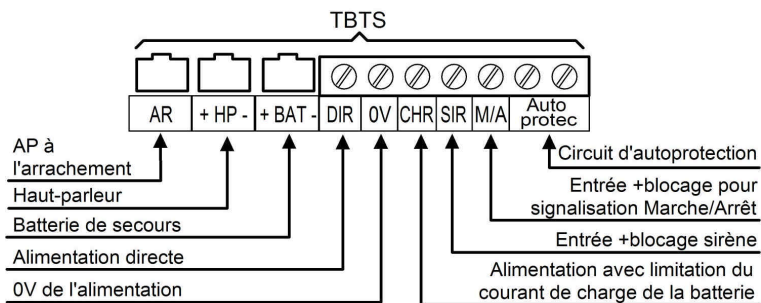 TBTS
AR + HP - + BAT - DIR 0V CHR SIR M/A Auto protec
AP à
l'arrachement
Haut-parleur
Batterie de secours
Alimentation directe
0V de l'alimentation
Circuit d'autoprotection
Entrée +blocage pour
signalisation Marche/Arrêt
Entrée +blocage sirène
Alimentation avec limitation du
courant de charge de la batterie